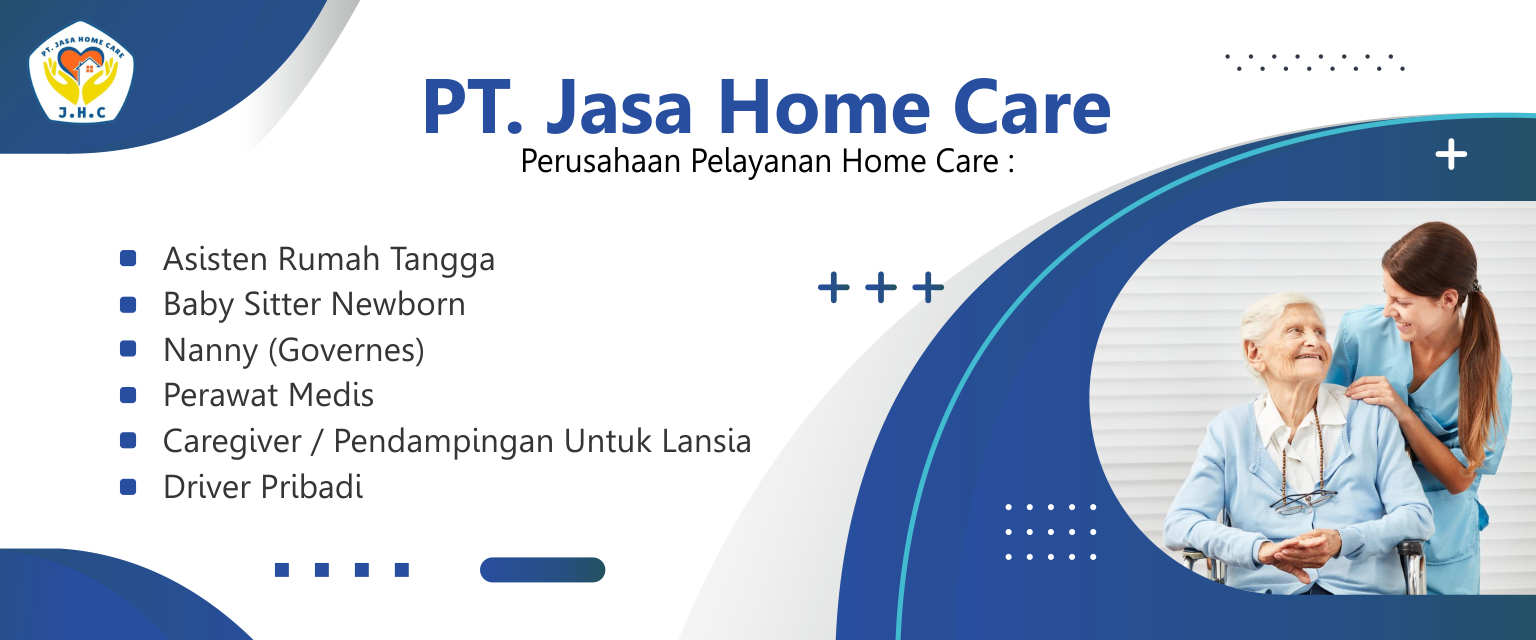 PT. JASA HOME CARE
J.H.C
PT. Jasa Home Care
Perusahaan Pelayanan Home Care :
Asisten Rumah Tangga
Baby Sitter Newborn
Nanny (Governes)
Perawat Medis
Caregiver / Pendampingan Untuk Lansia
Driver Pribadi